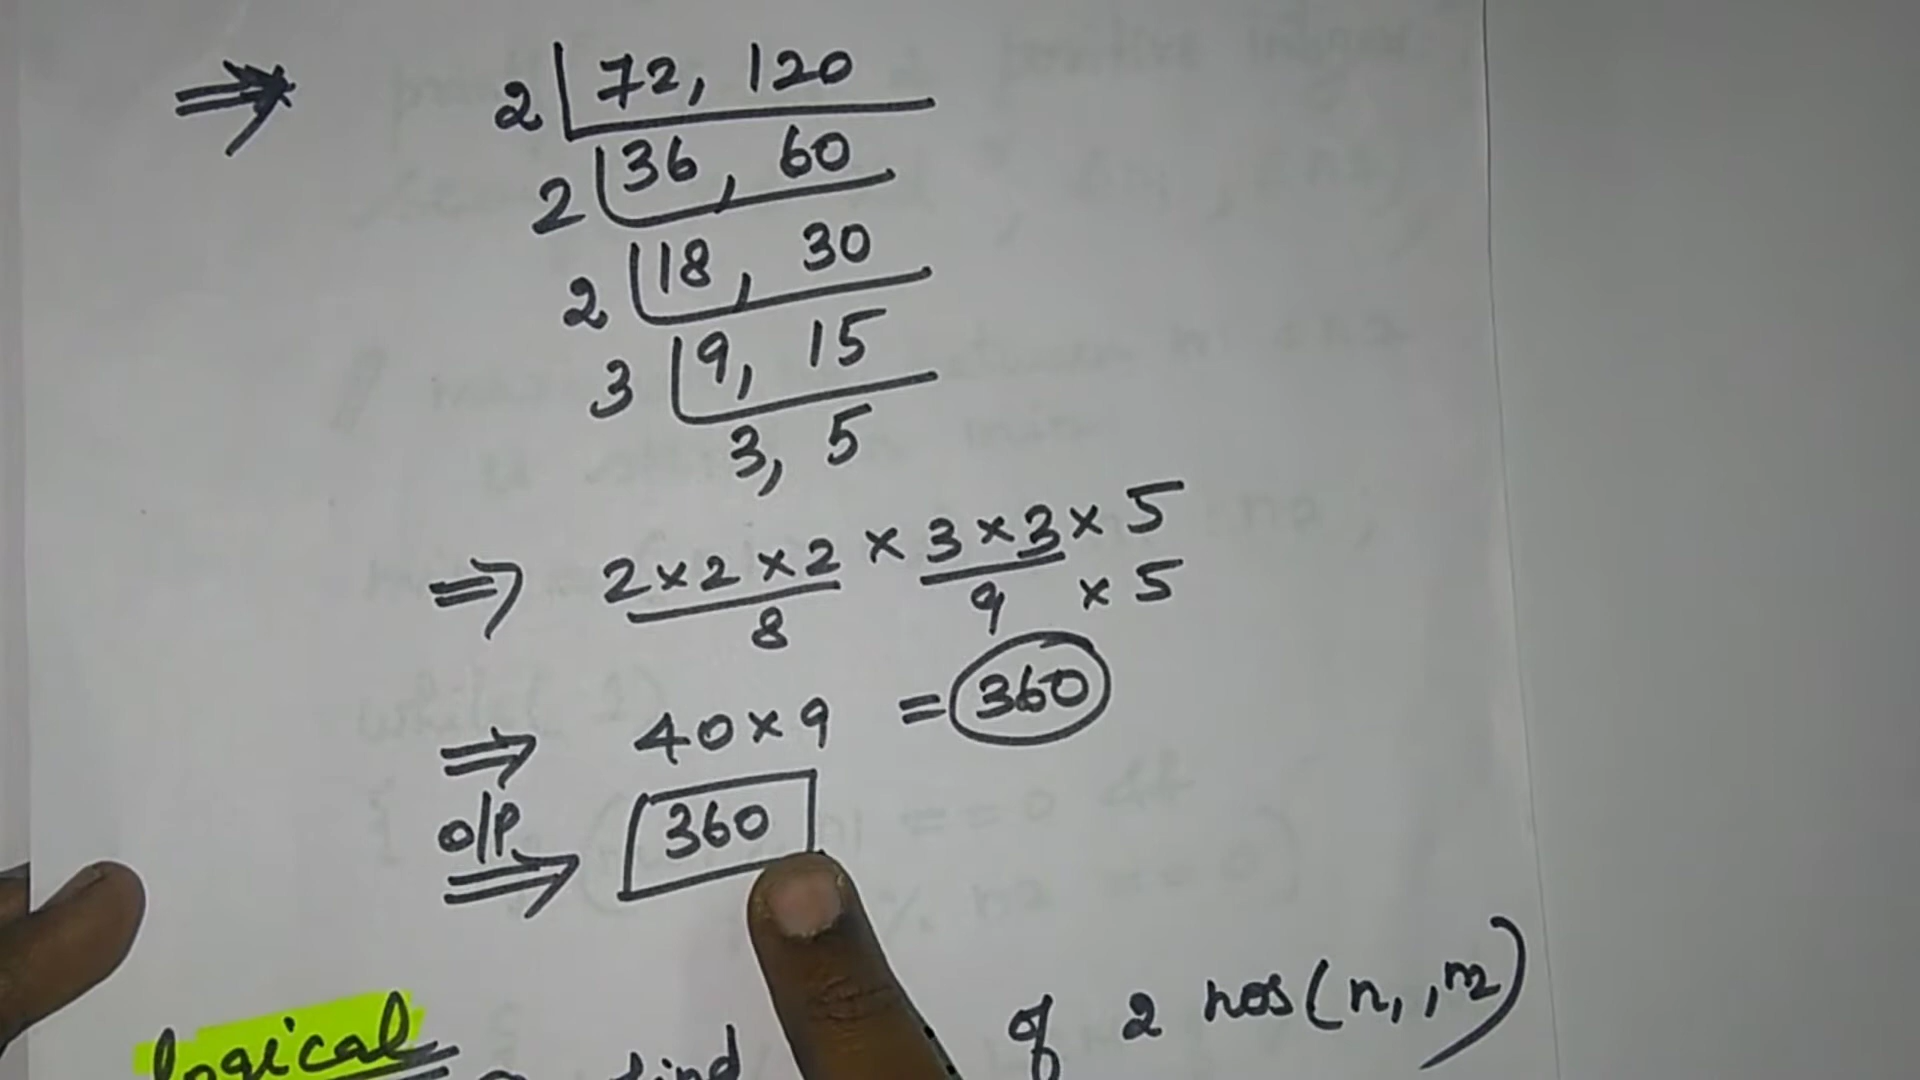 ⇒ 2 72, 120
2 36, 60
2 18, 30
3 9, 15
3, 5
⇒ 2×2×2 × 3×3×5
8 9 ×5
⇒ 40×9 = 360
o/p ⇒ 360
logical find of 2 nos(n1,n2)